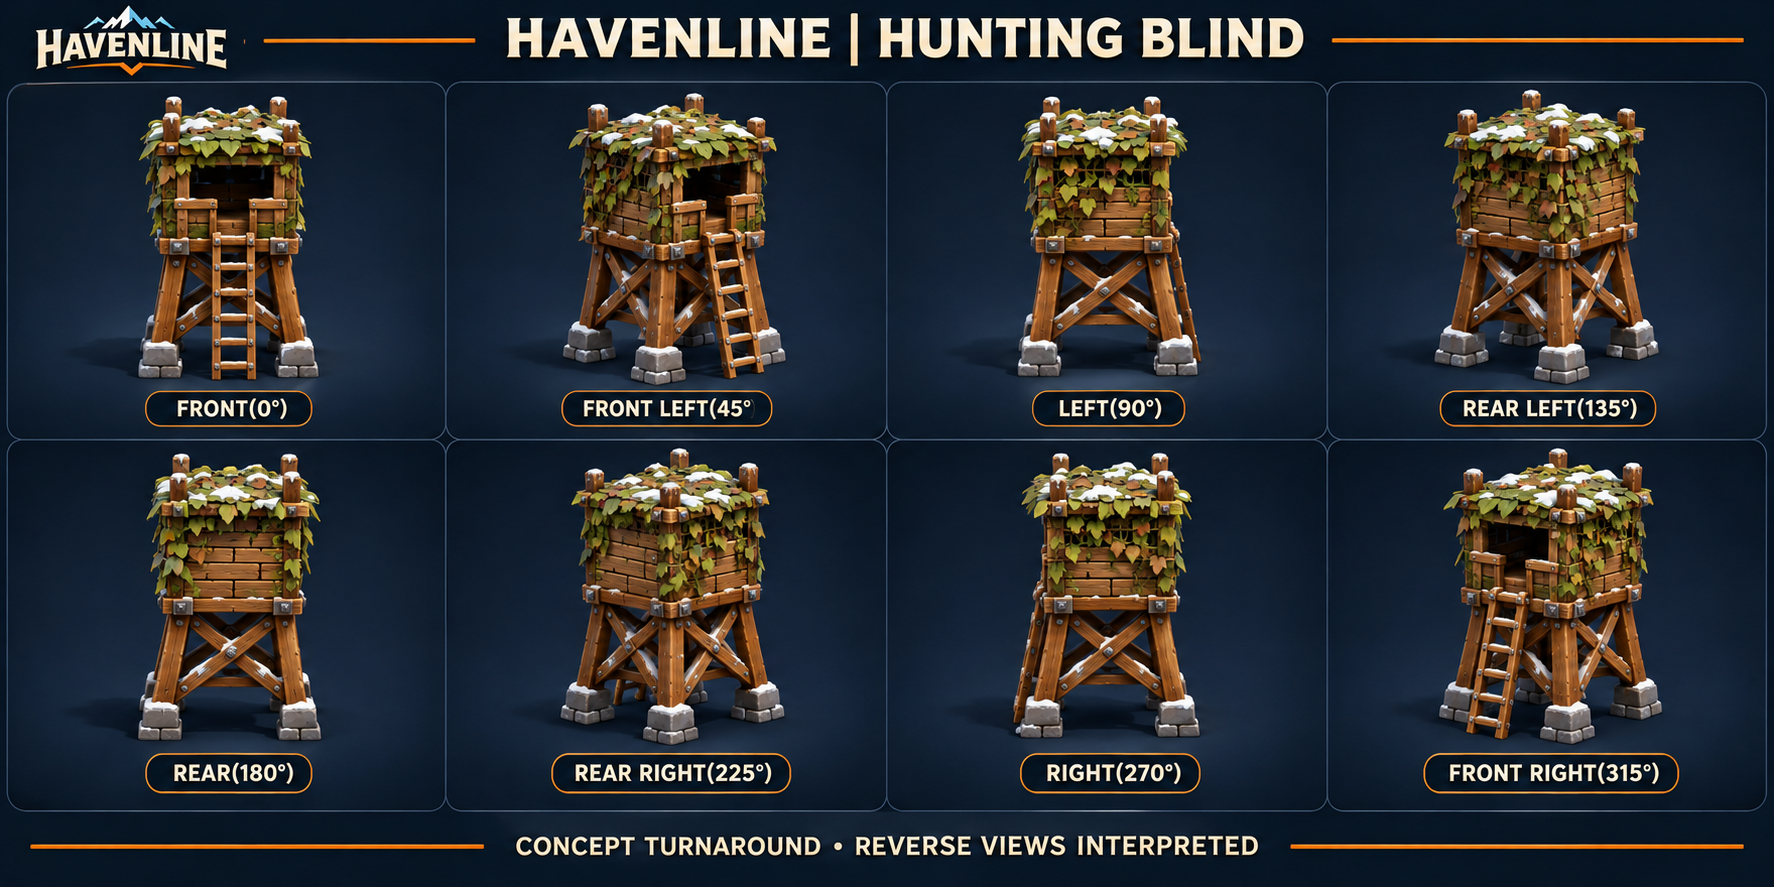 HAVENLINE
HAVENLINE | HUNTING BLIND
FRONT(0°)
FRONT LEFT(45°)
LEFT(90°)
REAR LEFT(135°)
REAR(180°)
REAR RIGHT(225°)
RIGHT(270°)
FRONT RIGHT(315°)
CONCEPT TURNAROUND • REVERSE VIEWS INTERPRETED